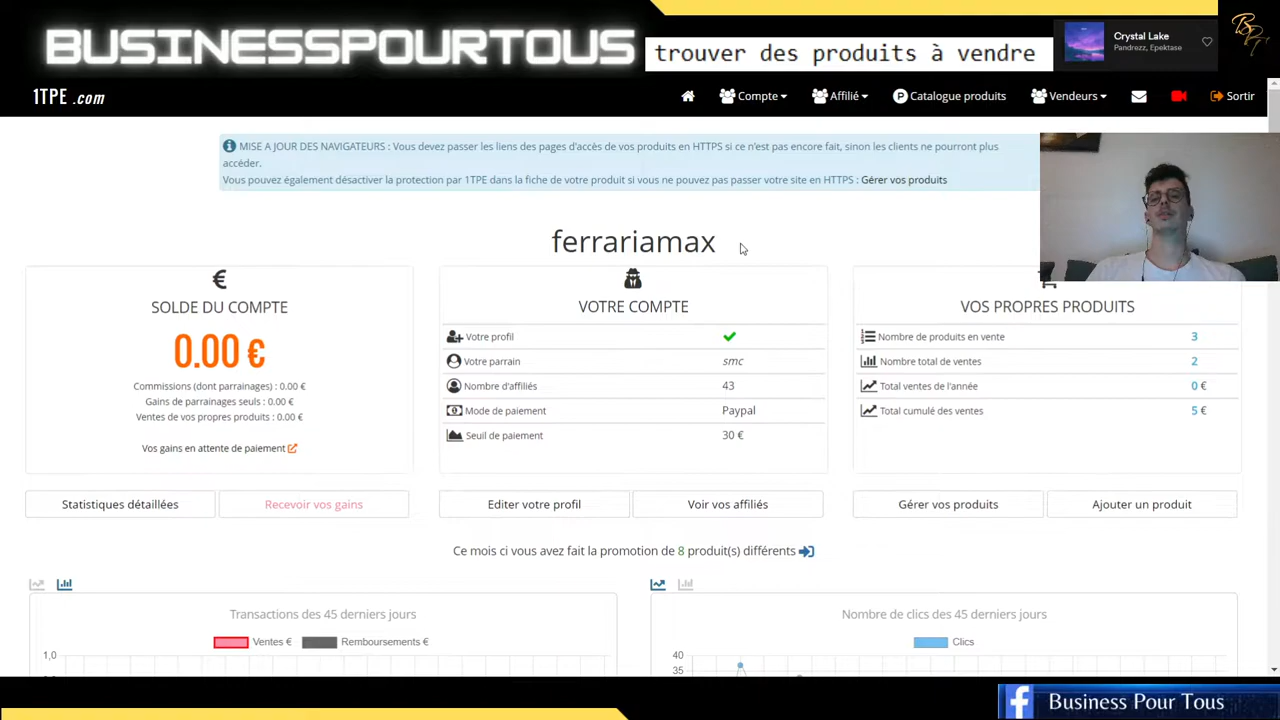 BUSINESSPOURTOUS
trouver des produits à vendre
Crystal Lake
Pandrezz, Epektase
1TPE .com
Compte
Affilié
Catalogue produits
Vendeurs
Sortir
MISE A JOUR DES NAVIGATEURS : Vous devez passer les liens des pages d'accès de vos produits en HTTPS si ce n'est pas encore fait, sinon les clients ne pourront plus
accéder.
Vous pouvez également désactiver la protection par 1TPE dans la fiche de votre produit si vous ne pouvez pas passer votre site en HTTPS : Gérer vos produits
ferrariamax
€
SOLDE DU COMPTE
0.00 €
Commissions (dont parrainages) : 0.00 €
Gains de parrainages seuls : 0.00 €
Ventes de vos propres produits : 0.00 €
Vos gains en attente de paiement
Statistiques détaillées
Recevoir vos gains
VOTRE COMPTE
Votre profil
Votre parrain smc
Nombre d'affiliés 43
Mode de paiement Paypal
Seuil de paiement 30 €
Editer votre profil
Voir vos affiliés
VOS PROPRES PRODUITS
Nombre de produits en vente 3
Nombre total de ventes 2
Total ventes de l'année 0 €
Total cumulé des ventes 5 €
Gérer vos produits
Ajouter un produit
Ce mois ci vous avez fait la promotion de 8 produit(s) différents
Transactions des 45 derniers jours
Ventes € Remboursements €
1,0
Nombre de clics des 45 derniers jours
Clics
40
35
Business Pour Tous